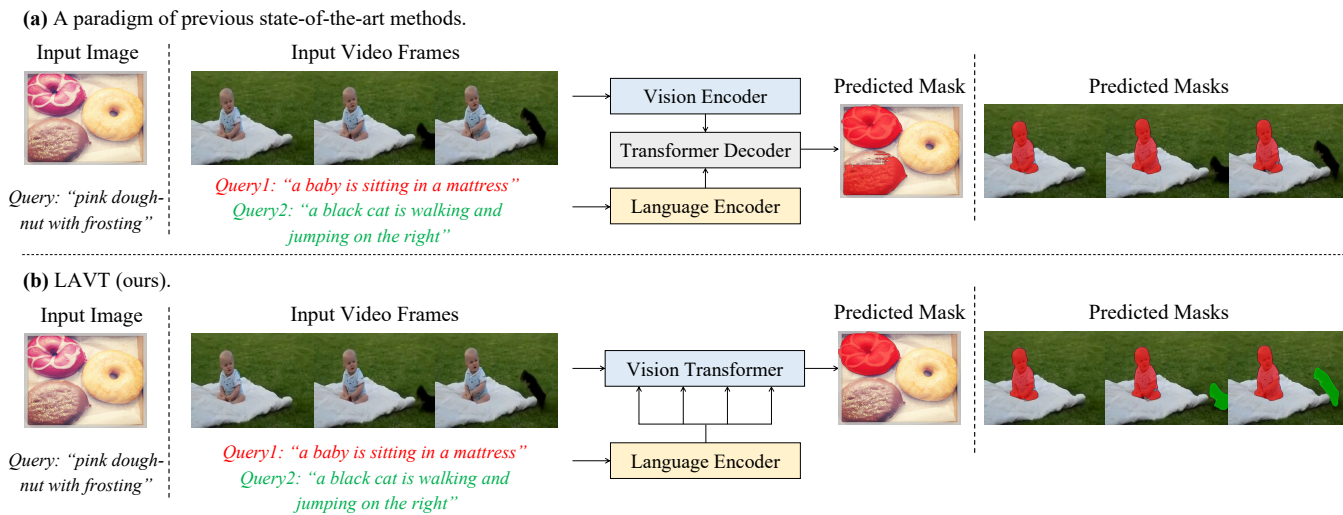 (a) A paradigm of previous state-of-the-art methods.
Input Image
Input Video Frames
Vision Encoder
Transformer Decoder
Language Encoder
Predicted Mask
Predicted Masks
Query: “pink dough-
nut with frosting”
Query1: “a baby is sitting in a mattress”
Query2: “a black cat is walking and
jumping on the right”
(b) LAVT (ours).
Input Image
Input Video Frames
Vision Transformer
Language Encoder
Predicted Mask
Predicted Masks
Query: “pink dough-
nut with frosting”
Query1: “a baby is sitting in a mattress”
Query2: “a black cat is walking and
jumping on the right”